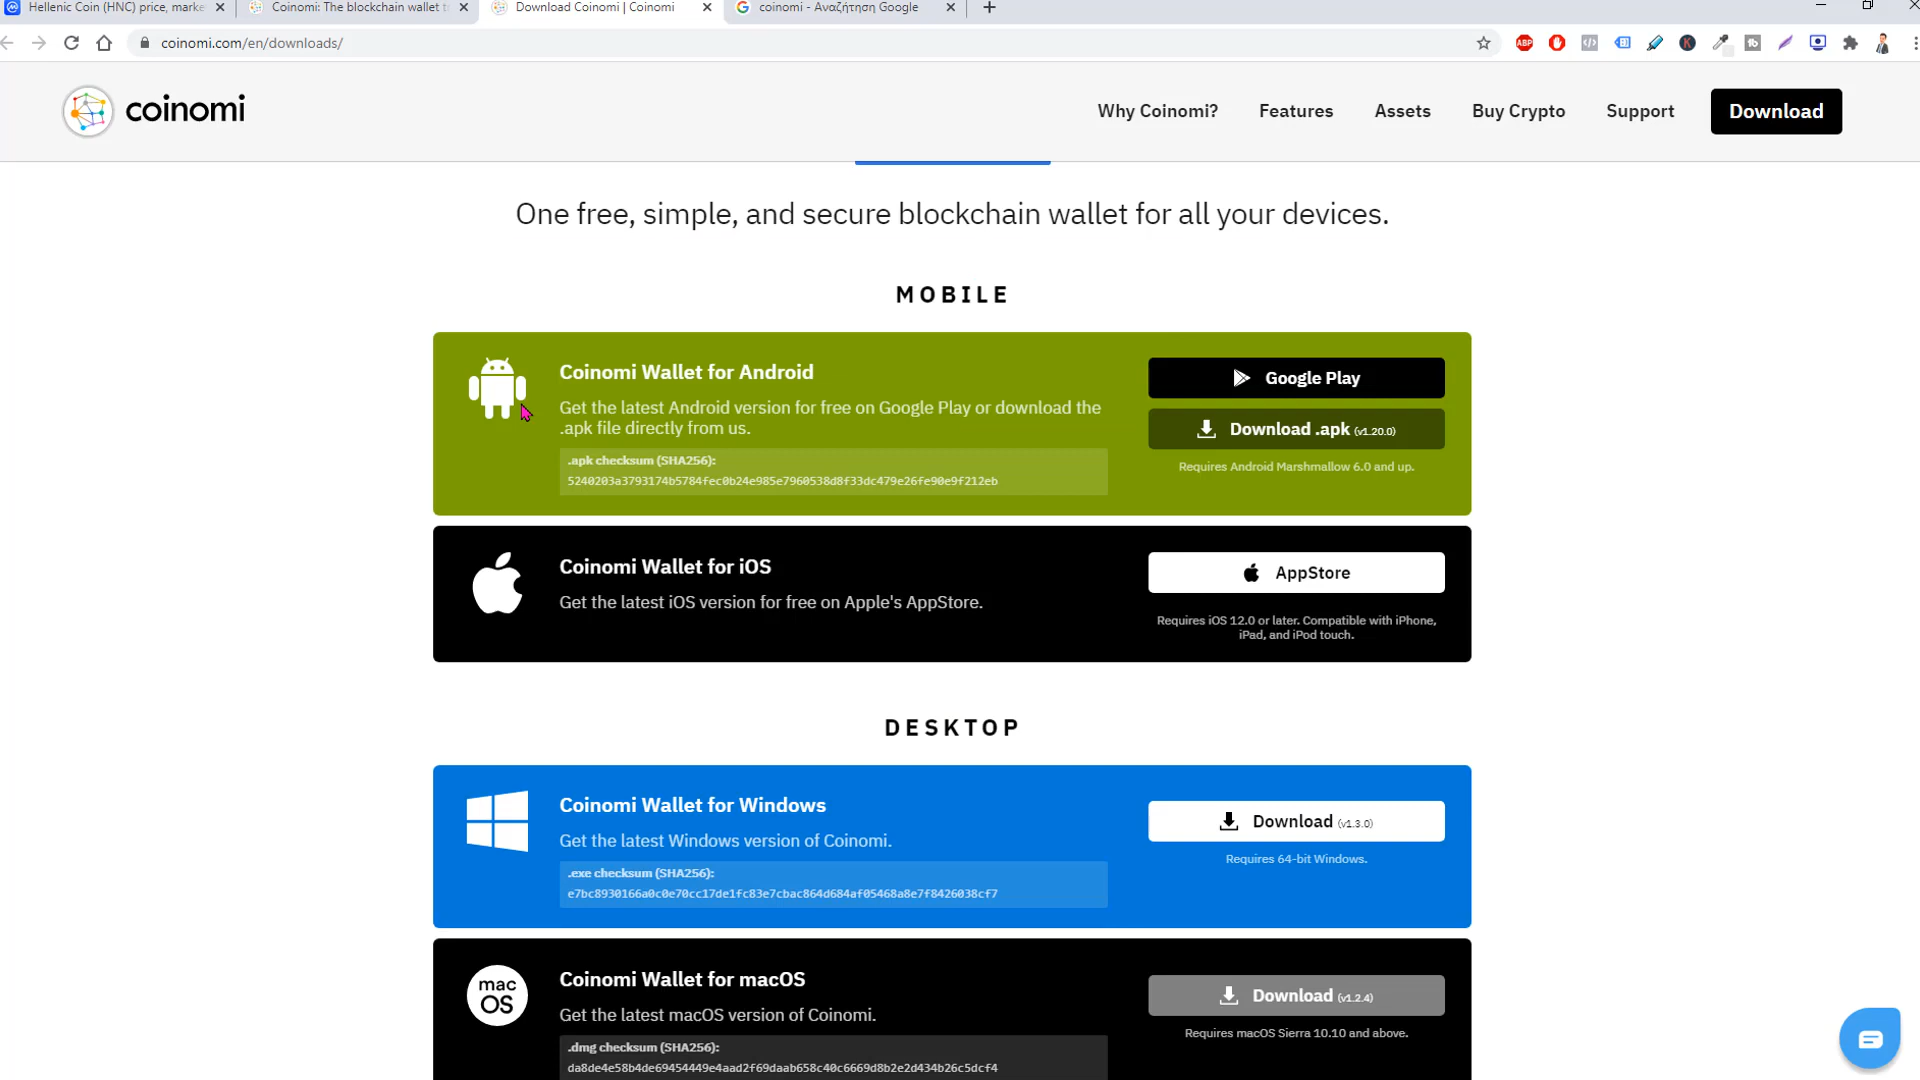 Hellenic Coin (HNC) price, marke
Coinomi: The blockchain wallet t
Download Coinomi | Coinomi
coinomi - Αναζήτηση Google
coinomi.com/en/downloads/
ABP
coinomi
Why Coinomi?
Features
Assets
Buy Crypto
Support
Download
One free, simple, and secure blockchain wallet for all your devices.
MOBILE
Coinomi Wallet for Android
Get the latest Android version for free on Google Play or download the
.apk file directly from us.
.apk checksum (SHA256):
5240203a3793174b5784fec0b24e985e7960538d8f33dc479e26fe90e9f212eb
Google Play
Download .apk (v1.20.0)
Requires Android Marshmallow 6.0 and up.
Coinomi Wallet for iOS
Get the latest iOS version for free on Apple's AppStore.
AppStore
Requires iOS 12.0 or later. Compatible with iPhone,
iPad, and iPod touch.
DESKTOP
Coinomi Wallet for Windows
Get the latest Windows version of Coinomi.
.exe checksum (SHA256):
e7bc8930166a0c0e70cc17de1fc83e7cbac864d684af05468a8e7f8426038cf7
Download (v1.3.0)
Requires 64-bit Windows.
mac
OS
Coinomi Wallet for macOS
Get the latest macOS version of Coinomi.
.dmg checksum (SHA256):
da8de4e58b4de69454449e4aad2f69daab658c40c6669d8b2e2d434b26c5dcf4
Download (v1.2.4)
Requires macOS Sierra 10.10 and above.